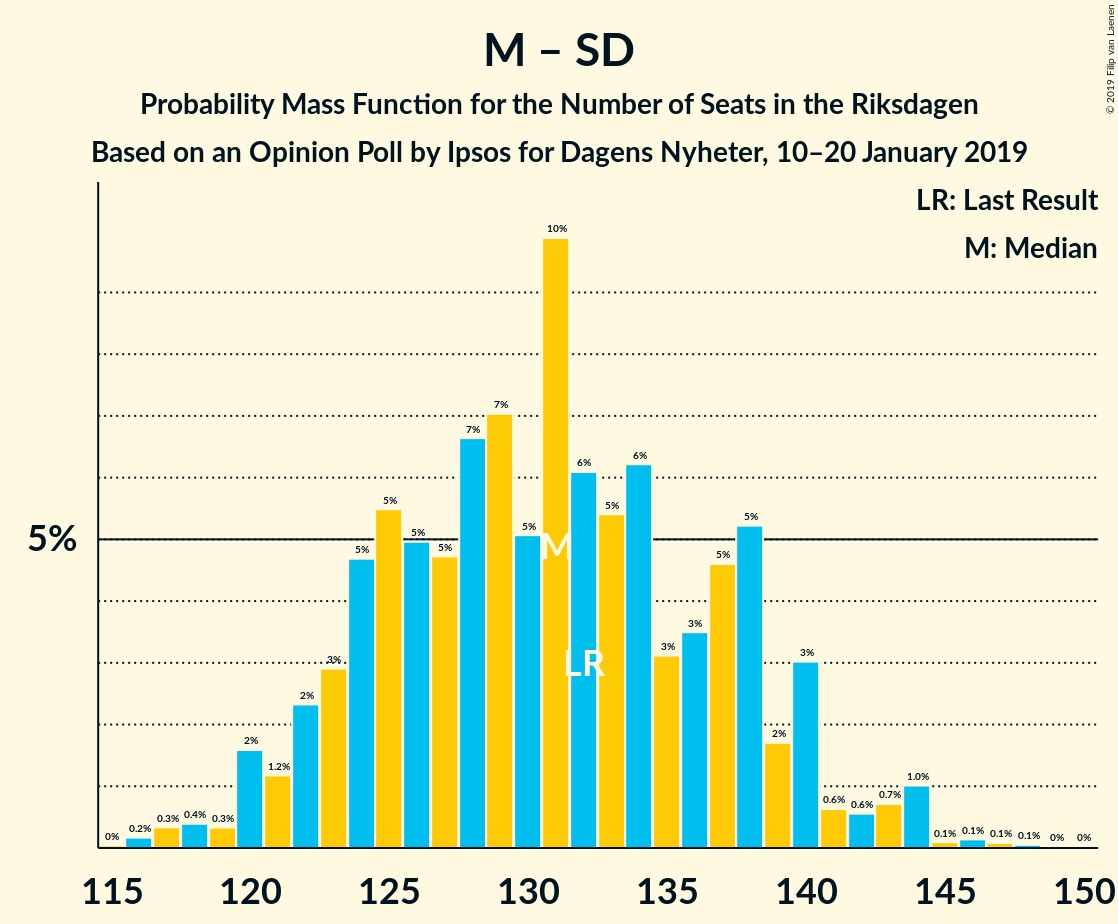 M – SD
Probability Mass Function for the Number of Seats in the Riksdagen
Based on an Opinion Poll by Ipsos for Dagens Nyheter, 10–20 January 2019
© 2019 Filip van Laenen
LR: Last Result
M: Median
5%
0% 0.2% 0.3% 0.4% 0.3% 2% 1.2% 2% 3% 5% 5% 5% 5% 7% 7% 5% 10% 6% 5% 6% 3% 3% 5% 5% 2% 3% 0.6% 0.6% 0.7% 1.0% 0.1% 0.1% 0.1% 0.1% 0% 0%
M
LR
115 120 125 130 135 140 145 150